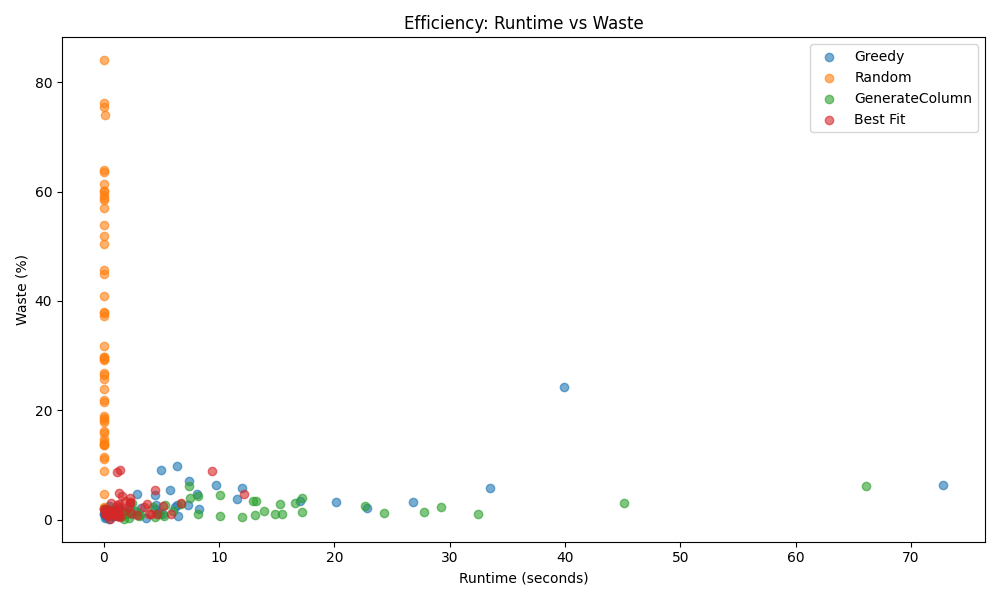 Efficiency: Runtime vs Waste
Greedy
Random
GenerateColumn
Best Fit
Waste (%)
80
60
40
20
0
0 10 20 30 40 50 60 70
Runtime (seconds)